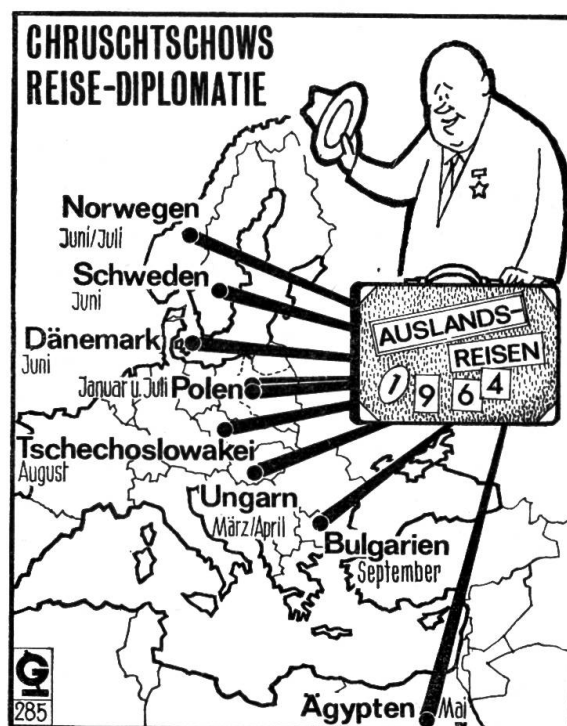 CHRUSCHTSCHOWS
REISE-DIPLOMATIE
Norwegen
Juni/Juli
Schweden
Juni
Dänemark
Juni
Januar u. Juli Polen
Tschechoslowakei
August
Ungarn
März/April
Bulgarien
September
Ägypten Mai
AUSLANDS-
REISEN
1964
G
285